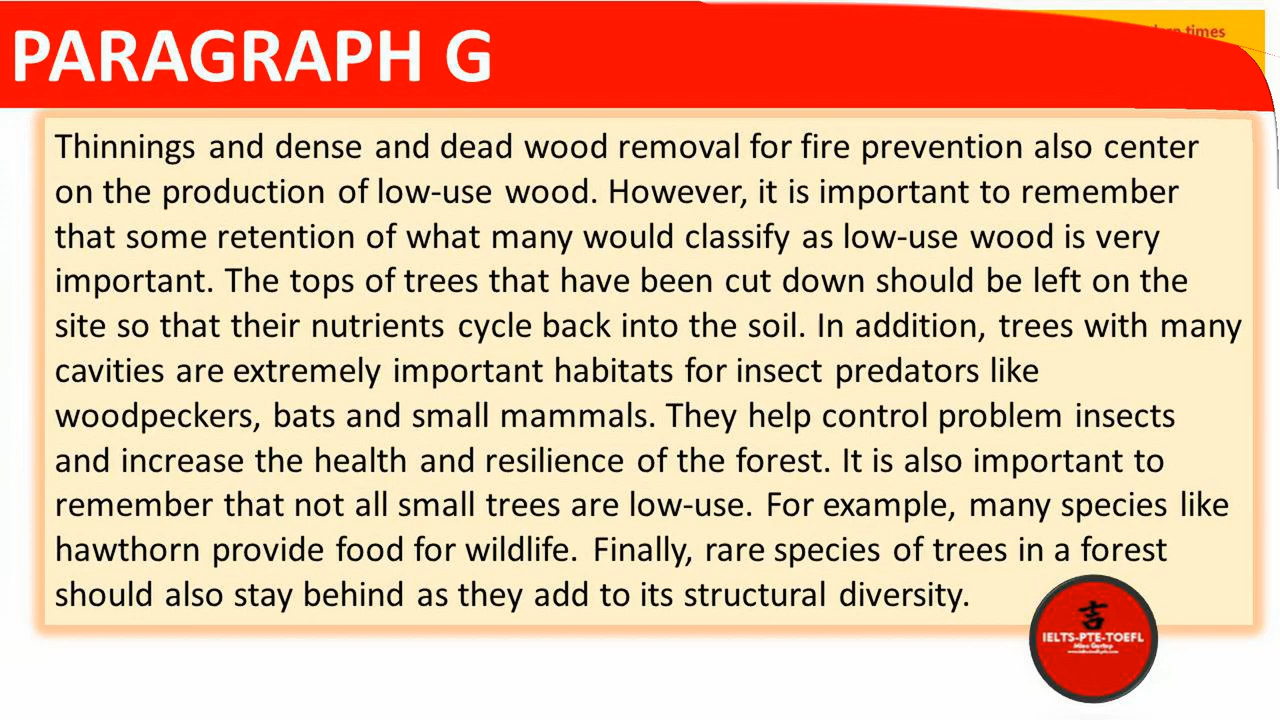 PARAGRAPH G
times
Thinnings and dense and dead wood removal for fire prevention also center
on the production of low-use wood. However, it is important to remember
that some retention of what many would classify as low-use wood is very
important. The tops of trees that have been cut down should be left on the
site so that their nutrients cycle back into the soil. In addition, trees with many
cavities are extremely important habitats for insect predators like
woodpeckers, bats and small mammals. They help control problem insects
and increase the health and resilience of the forest. It is also important to
remember that not all small trees are low-use. For example, many species like
hawthorn provide food for wildlife. Finally, rare species of trees in a forest
should also stay behind as they add to its structural diversity.
吉
IELTS-PTE-TOEFL